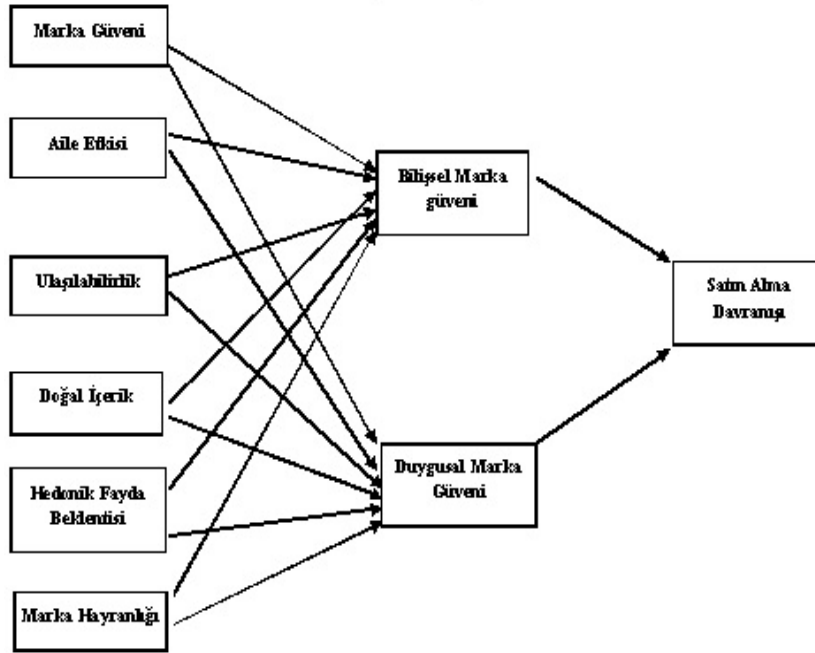 Marka Güveni
Aile Etkisi
Bilişsel Marka
güveni
Ulaşılabilirlik
Satın Alma
Davranışı
Doğal İçerik
Duygusal Marka
Güveni
Hedonik Fayda
Beklentisi
Marka Hayranlığı